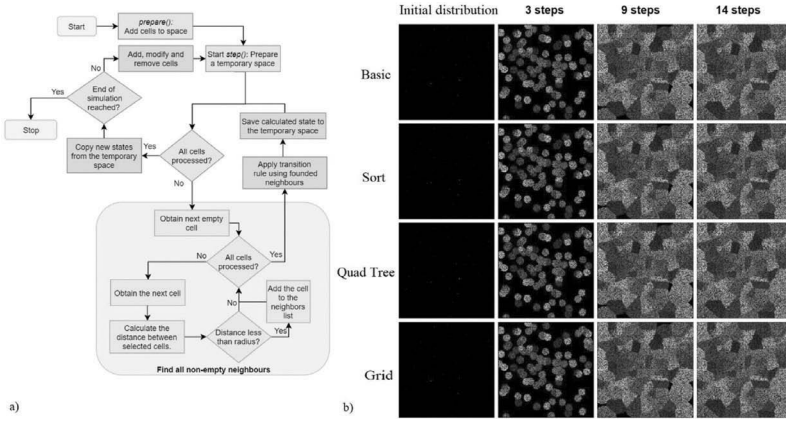 Start
prepare():
Add cells to space
Add, modify and
remove cells
Start step(): Prepare
a temporary space
No
Yes
End of
simulation
reached?
Stop
Copy new states
from the temporary
space
Yes
All cells
processed?
No
Save calculated state to
the temporary space
Apply transition
rule using founded
neighbours
Obtain next empty
cell
No
All cells
processed?
Yes
Obtain the next cell
No
Add the cell
to the
neighbors
list
Calculate the
distance between
selected cells.
Distance less
than radius?
Yes
Find all non-empty neighbours
a)
Initial distribution
3 steps
9 steps
14 steps
Basic
Sort
Quad Tree
Grid
b)